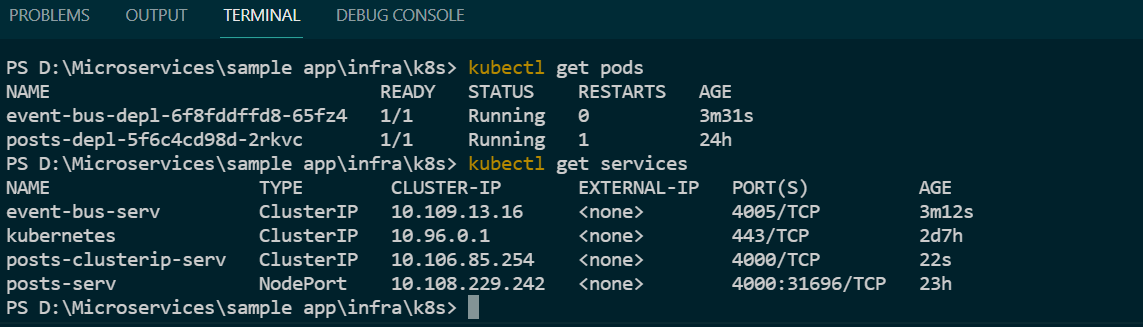 PROBLEMS OUTPUT TERMINAL DEBUG CONSOLE
PS D:\Microservices\sample app\infra\k8s> kubectl get pods
NAME READY STATUS RESTARTS AGE
event-bus-depl-6f8fddffd8-65fz4 1/1 Running 0 3m31s
posts-depl-5f6c4cd98d-2rkvc 1/1 Running 1 24h
PS D:\Microservices\sample app\infra\k8s> kubectl get services
NAME TYPE CLUSTER-IP EXTERNAL-IP PORT(S) AGE
event-bus-serv ClusterIP 10.109.13.16 <none> 4005/TCP 3m12s
kubernetes ClusterIP 10.96.0.1 <none> 443/TCP 2d7h
posts-clusterip-serv ClusterIP 10.106.85.254 <none> 4000/TCP 22s
posts-serv NodePort 10.108.229.242 <none> 4000:31696/TCP 23h
PS D:\Microservices\sample app\infra\k8s>